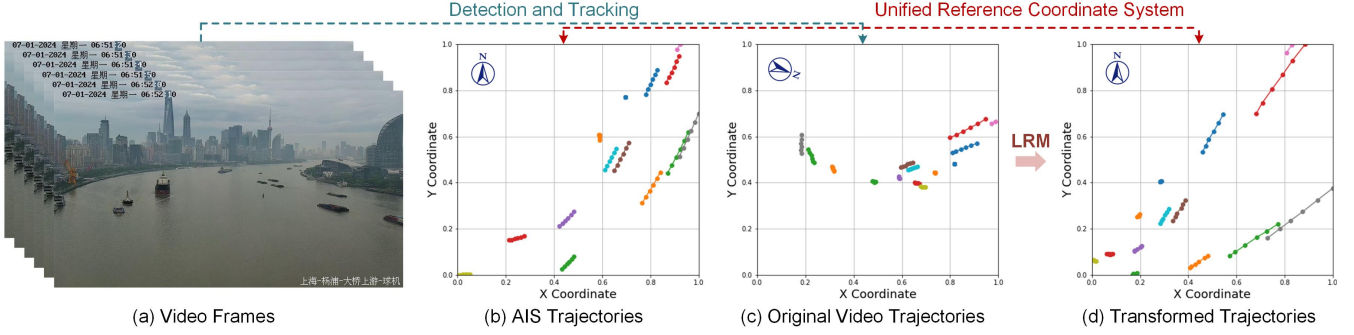 Detection and Tracking
Unified Reference Coordinate System
07-01-2024 星期一 06:51:
07-01-2024 星期一 06:51:
07-01-2024 星期一 06:51:
07-01-2024 星期一 06:51:
07-01-2024 星期一 06:52:
07-01-2024 星期一 06:52:
上海-杨浦-大桥上游-球机
(a) Video Frames
Y Coordinate
1.0
0.8
0.6
0.4
0.2
0.0
N
0.0 0.2 0.4 0.6 0.8 1.0
X Coordinate
(b) AIS Trajectories
Y Coordinate
1.0
0.8
0.6
0.4
0.2
0.0
N
0.0 0.2 0.4 0.6 0.8 1.0
X Coordinate
(c) Original Video Trajectories
LRM
Y Coordinate
1.0
0.8
0.6
0.4
0.2
0.0
N
0.0 0.2 0.4 0.6 0.8 1.0
X Coordinate
(d) Transformed Trajectories